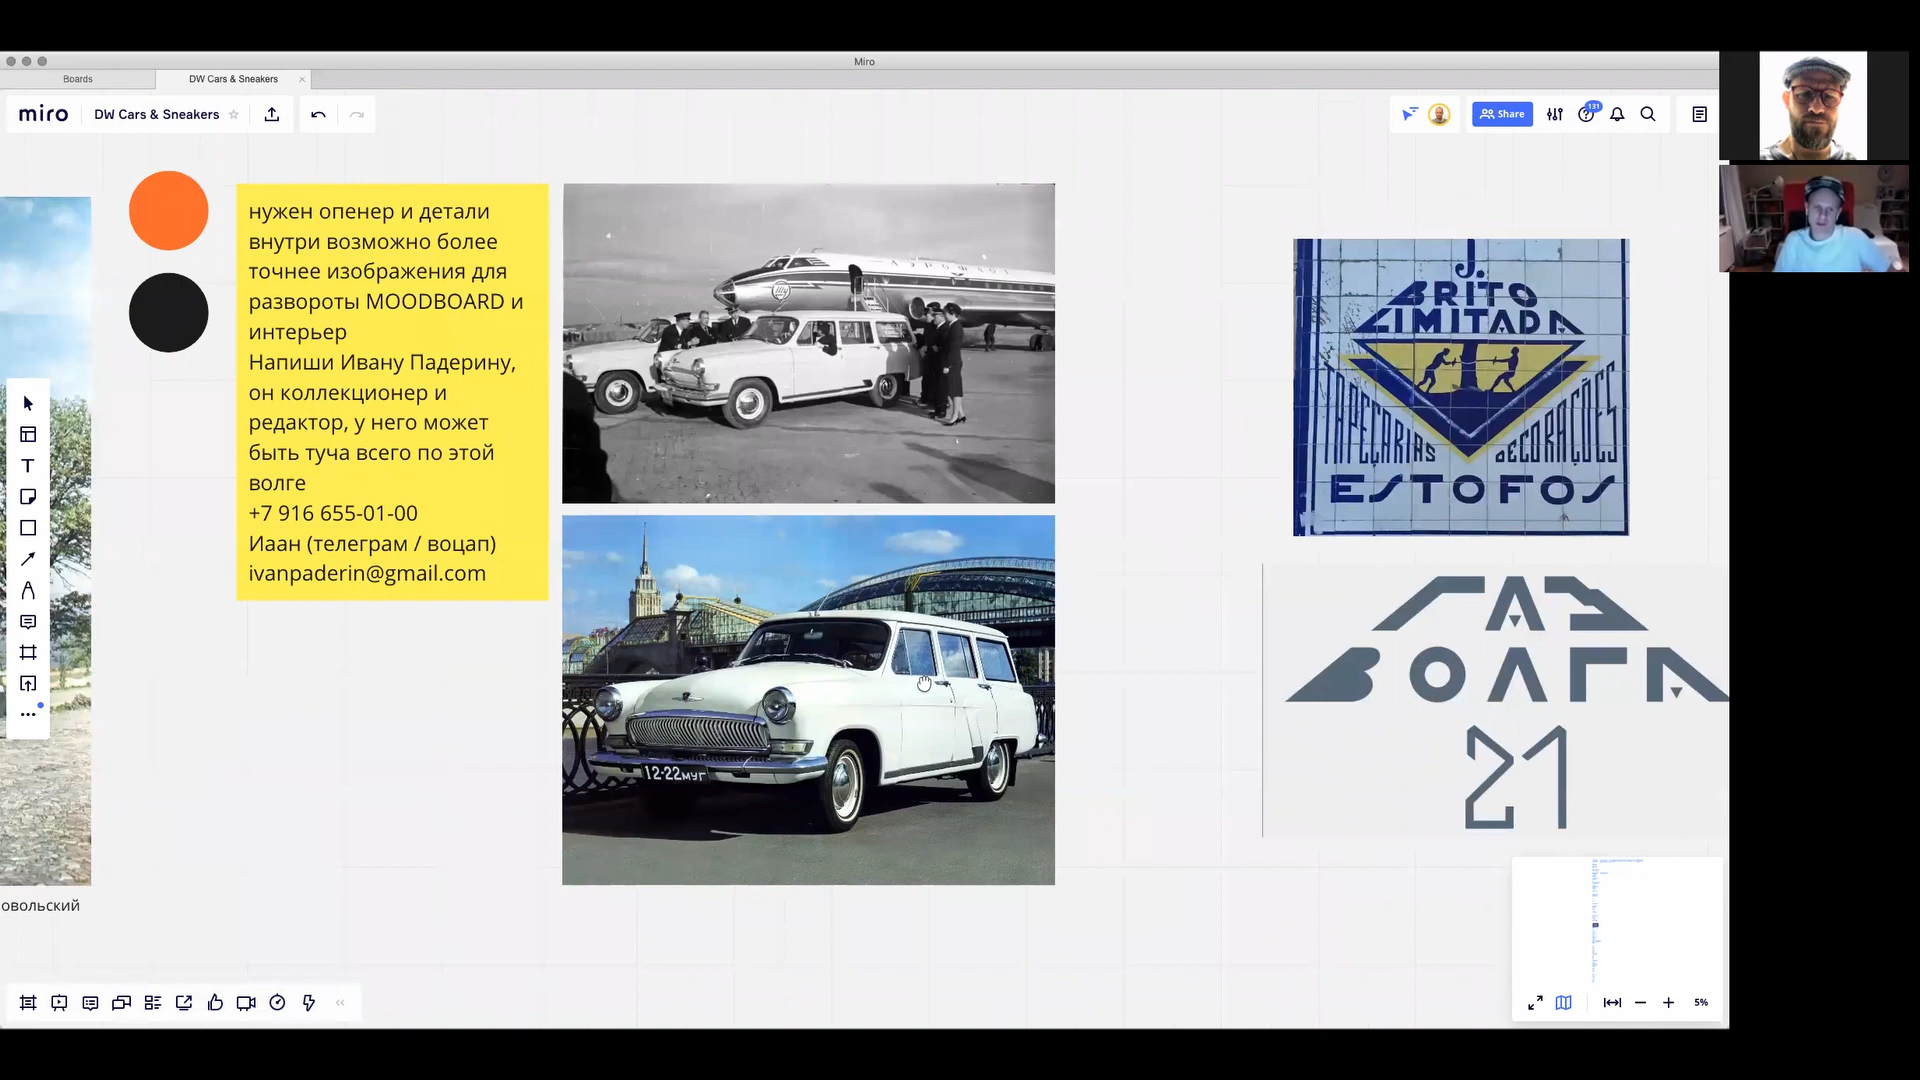 Miro
Boards
DW Cars & Sneakers
miro
DW Cars & Sneakers
Share
131
нужен опенер и детали
внутри возможно более
точнее изображения для
развороты MOODBOARD и
интерьер
Напиши Ивану Падерину,
он коллекционер и
редактор, у него может
быть туча всего по этой
волге
+7 916 655-01-00
Иаан (телеграм / воцап)
ivanpaderin@gmail.com
АЭРОФЛОТ
12-22 МУГ
J.
BRITO
LIMITADA
TAPEÇARIAS
DECORAÇÕES
ESTOFOS
ГАЗ
ВОЛГА
21
овольский
5%